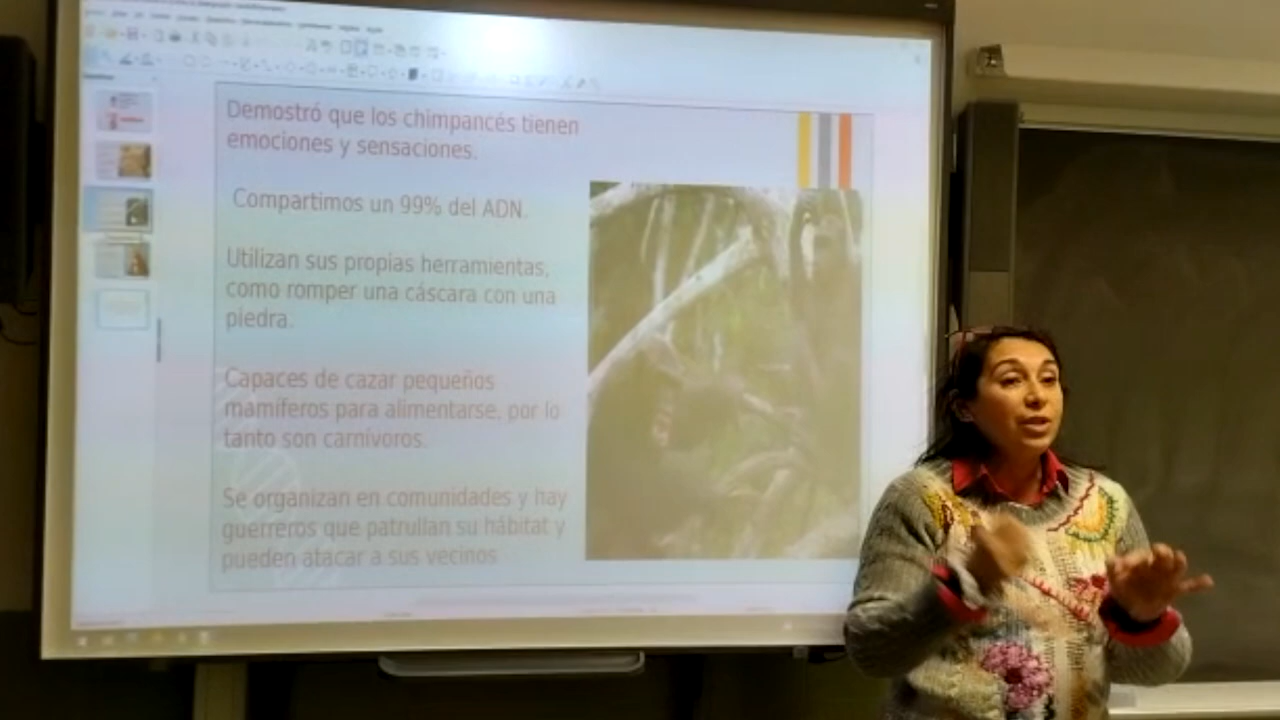 Demostró que los chimpancés tienen
emociones y sensaciones.
Compartimos un 99% del ADN.
Utilizan sus propias herramientas,
como romper una cáscara con una
piedra.
Capaces de cazar pequeños
mamíferos para alimentarse, por lo
tanto son carnívoros.
Se organizan en comunidades y hay
guerreros que patrullan su hábitat y
pueden atacar a sus vecinos